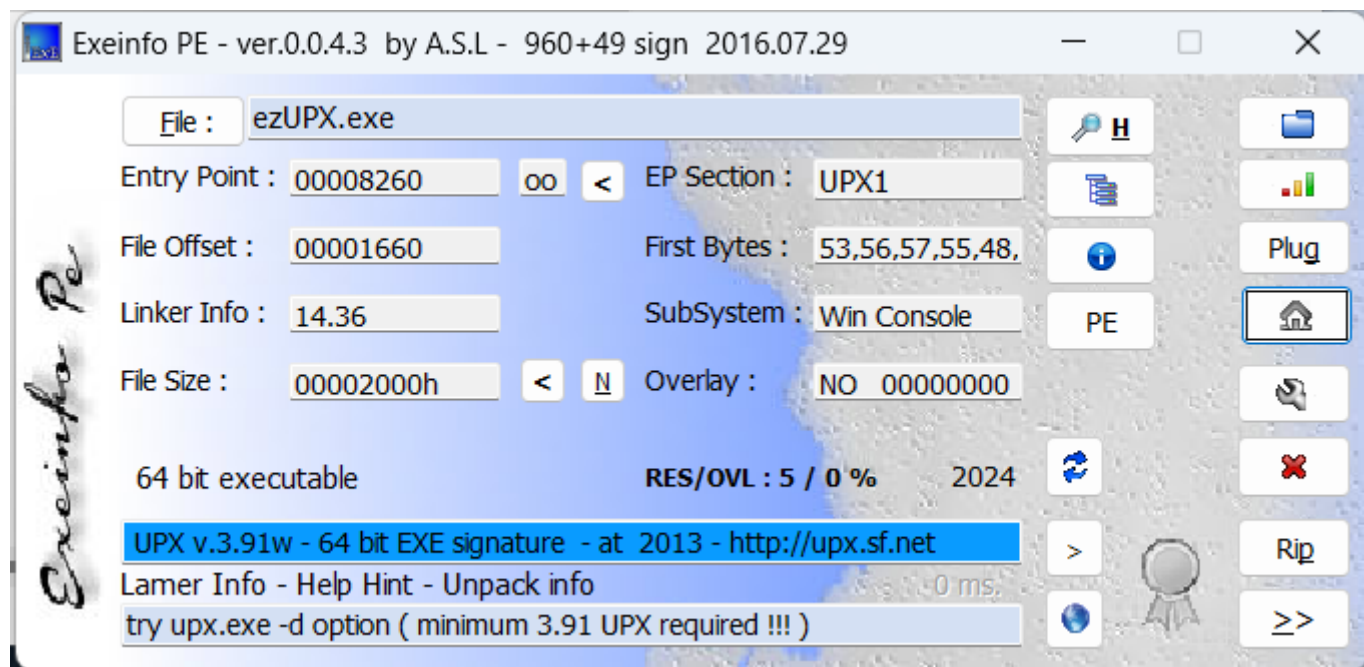 Exeinfo PE - ver.0.0.4.3 by A.S.L - 960+49 sign 2016.07.29
File : ezUPX.exe H
Entry Point : 00008260 oo < EP Section : UPX1
File Offset : 00001660 First Bytes : 53,56,57,55,48, Plug
Linker Info : 14.36 SubSystem : Win Console PE
File Size : 00002000h < N Overlay : NO 00000000
64 bit executable RES/OVL : 5 / 0 % 2024
UPX v.3.91w - 64 bit EXE signature - at 2013 - http://upx.sf.net > Rip
Lamer Info - Help Hint - Unpack info 0 ms.
try upx.exe -d option ( minimum 3.91 UPX required !!! ) >>
Exeinfo Pe